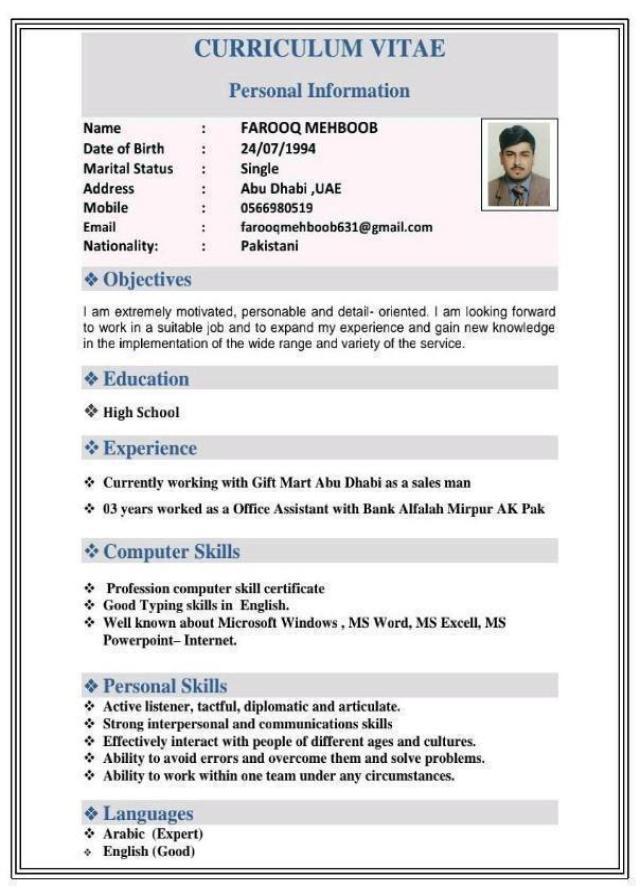 CURRICULUM VITAE
Personal Information
Name : FAROOQ MEHBOOB
Date of Birth : 24/07/1994
Marital Status : Single
Address : Abu Dhabi ,UAE
Mobile : 0566980519
Email : farooqmehboob631@gmail.com
Nationality: : Pakistani
❖ Objectives
I am extremely motivated, personable and detail- oriented. I am looking forward
to work in a suitable job and to expand my experience and gain new knowledge
in the implementation of the wide range and variety of the service.
❖ Education
❖ High School
❖ Experience
❖ Currently working with Gift Mart Abu Dhabi as a sales man
❖ 03 years worked as a Office Assistant with Bank Alfalah Mirpur AK Pak
❖ Computer Skills
❖ Profession computer skill certificate
❖ Good Typing skills in English.
❖ Well known about Microsoft Windows , MS Word, MS Excell, MS
Powerpoint– Internet.
❖ Personal Skills
❖ Active listener, tactful, diplomatic and articulate.
❖ Strong interpersonal and communications skills
❖ Effectively interact with people of different ages and cultures.
❖ Ability to avoid errors and overcome them and solve problems.
❖ Ability to work within one team under any circumstances.
❖ Languages
❖ Arabic (Expert)
❖ English (Good)